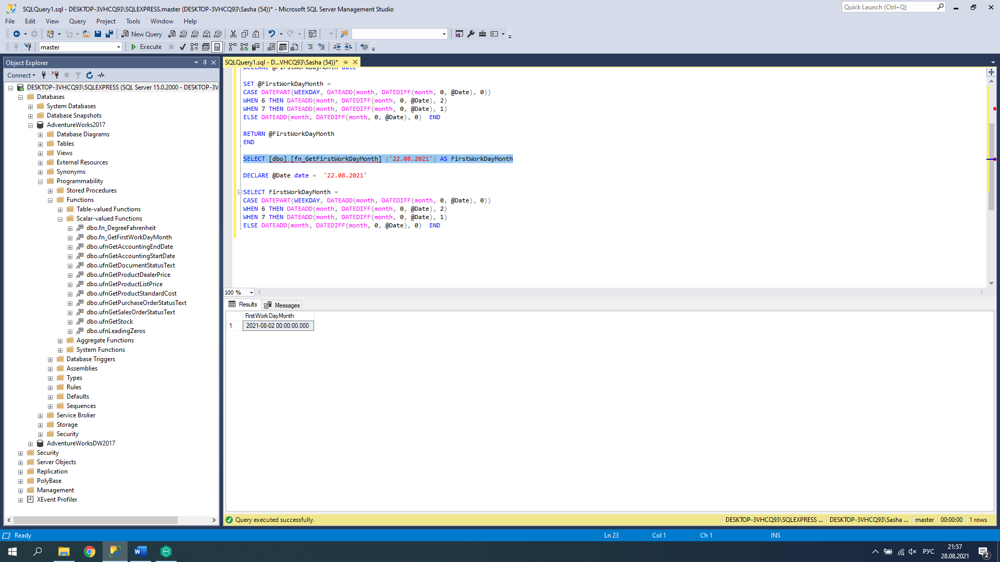 SQLQuery1.sql - DESKTOP-3VHCQ93\SQLEXPRESS.master (DESKTOP-3VHCQ93\Sasha (54))* - Microsoft SQL Server Management Studio
Quick Launch (Ctrl+Q)
File Edit View Query Project Tools Window Help
New Query
MDX DMX XMLA DAX
master
Execute
Object Explorer
Connect
DESKTOP-3VHCQ93\SQLEXPRESS (SQL Server 15.0.2000 - DESKTOP-3V
Databases
System Databases
Database Snapshots
AdventureWorks2017
Database Diagrams
Tables
Views
External Resources
Synonyms
Programmability
Stored Procedures
Functions
Table-valued Functions
Scalar-valued Functions
dbo.fn_DegreeFahrenheit
dbo.fn_GetFirstWorkDayMonth
dbo.ufnGetAccountingEndDate
dbo.ufnGetAccountingStartDate
dbo.ufnGetDocumentStatusText
dbo.ufnGetProductDealerPrice
dbo.ufnGetProductListPrice
dbo.ufnGetProductStandardCost
dbo.ufnGetPurchaseOrderStatusText
dbo.ufnGetSalesOrderStatusText
dbo.ufnGetStock
dbo.ufnLeadingZeros
Aggregate Functions
System Functions
Database Triggers
Assemblies
Types
Rules
Defaults
Sequences
Service Broker
Storage
Security
AdventureWorksDW2017
Security
Server Objects
Replication
PolyBase
Management
XEvent Profiler
SQLQuery1.sql - D...VHCQ93\Sasha (54))*
DECLARE @FirstWorkDayMonth date
SET @FirstWorkDayMonth =
CASE DATEPART(WEEKDAY, DATEADD(month, DATEDIFF(month, 0, @Date), 0))
WHEN 6 THEN DATEADD(month, DATEDIFF(month, 0, @Date), 2)
WHEN 7 THEN DATEADD(month, DATEDIFF(month, 0, @Date), 1)
ELSE DATEADD(month, DATEDIFF(month, 0, @Date), 0) END
RETURN @FirstWorkDayMonth
END
SELECT [dbo].[fn_GetFirstWorkDayMonth] ('22.08.2021') AS FirstWorkDayMonth
DECLARE @Date date = '22.08.2021'
SELECT FirstWorkDayMonth =
CASE DATEPART(WEEKDAY, DATEADD(month, DATEDIFF(month, 0, @Date), 0))
WHEN 6 THEN DATEADD(month, DATEDIFF(month, 0, @Date), 2)
WHEN 7 THEN DATEADD(month, DATEDIFF(month, 0, @Date), 1)
ELSE DATEADD(month, DATEDIFF(month, 0, @Date), 0) END
100 %
Results Messages
FirstWorkDayMonth
1 2021-08-02 00:00:00.000
Query executed successfully.
DESKTOP-3VHCQ93\SQLEXPRESS ... DESKTOP-3VHCQ93\Sasha ... master 00:00:00 1 rows
Ready
Ln 23 Col 1 Ch 1 INS
РУС
21:57
28.08.2021
2